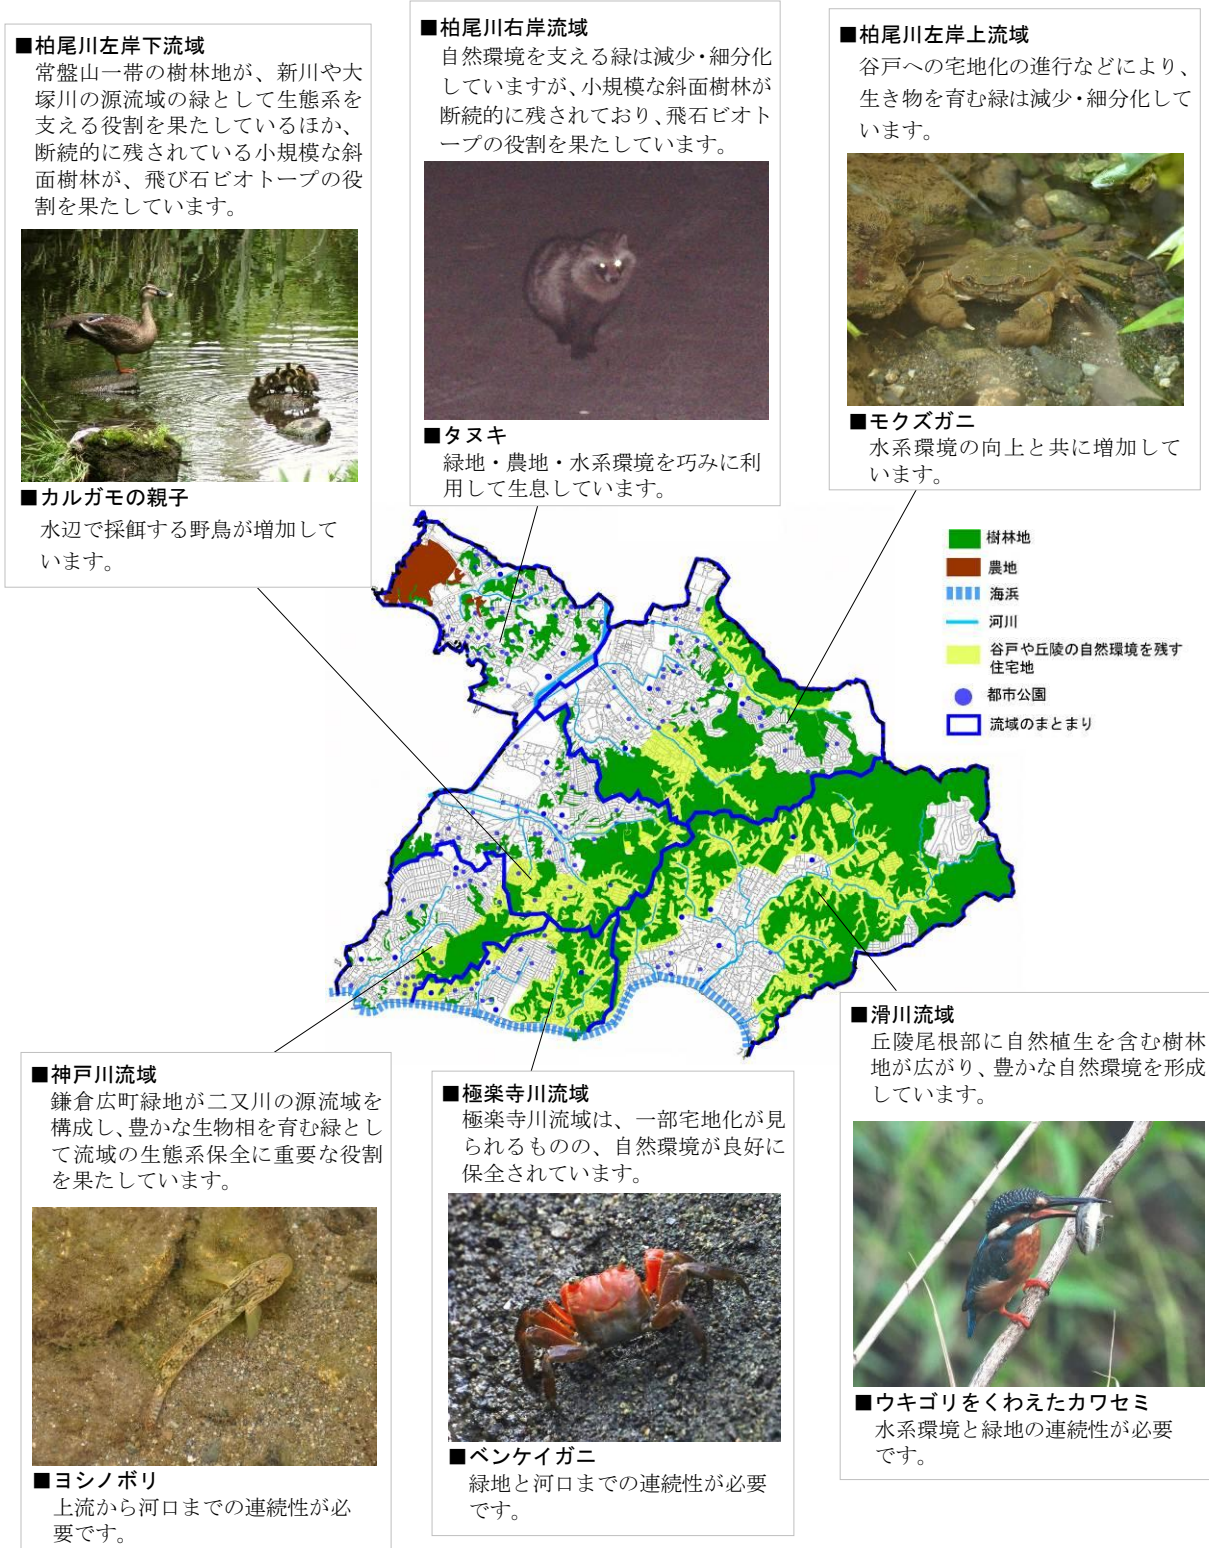 ■柏尾川左岸下流域
常盤山一帯の樹林地が、新川や大
塚川の源流域の緑として生態系を
支える役割を果たしているほか、
断続的に残されている小規模な斜
面樹林が、飛び石ビオトープの役
割を果たしています。
■カルガモの親子
水辺で採餌する野鳥が増加して
います。
■柏尾川右岸流域
自然環境を支える緑は減少・細分化
していますが、小規模な斜面樹林が
断続的に残されており、飛石ビオト
ープの役割を果たしています。
■タヌキ
緑地・農地・水系環境を巧みに利
用して生息しています。
■柏尾川左岸上流域
谷戸への宅地化の進行などにより、
生き物を育む緑は減少・細分化して
います。
■モクズガニ
水系環境の向上と共に増加して
います。
樹林地
農地
海浜
河川
谷戸や丘陵の自然環境を残す
住宅地
都市公園
流域のまとまり
■神戸川流域
鎌倉広町緑地が二又川の源流域を
構成し、豊かな生物相を育む緑とし
て流域の生態系保全に重要な役割
を果たしています。
■ヨシノボリ
上流から河口までの連続性が必
要です。
■極楽寺川流域
極楽寺川流域は、一部宅地化が見
られるものの、自然環境が良好に
保全されています。
■ベンケイガニ
緑地と河口までの連続性が必要
です。
■滑川流域
丘陵尾根部に自然植生を含む樹林
地が広がり、豊かな自然環境を形成
しています。
■ウキゴリをくわえたカワセミ
水系環境と緑地の連続性が必要
です。